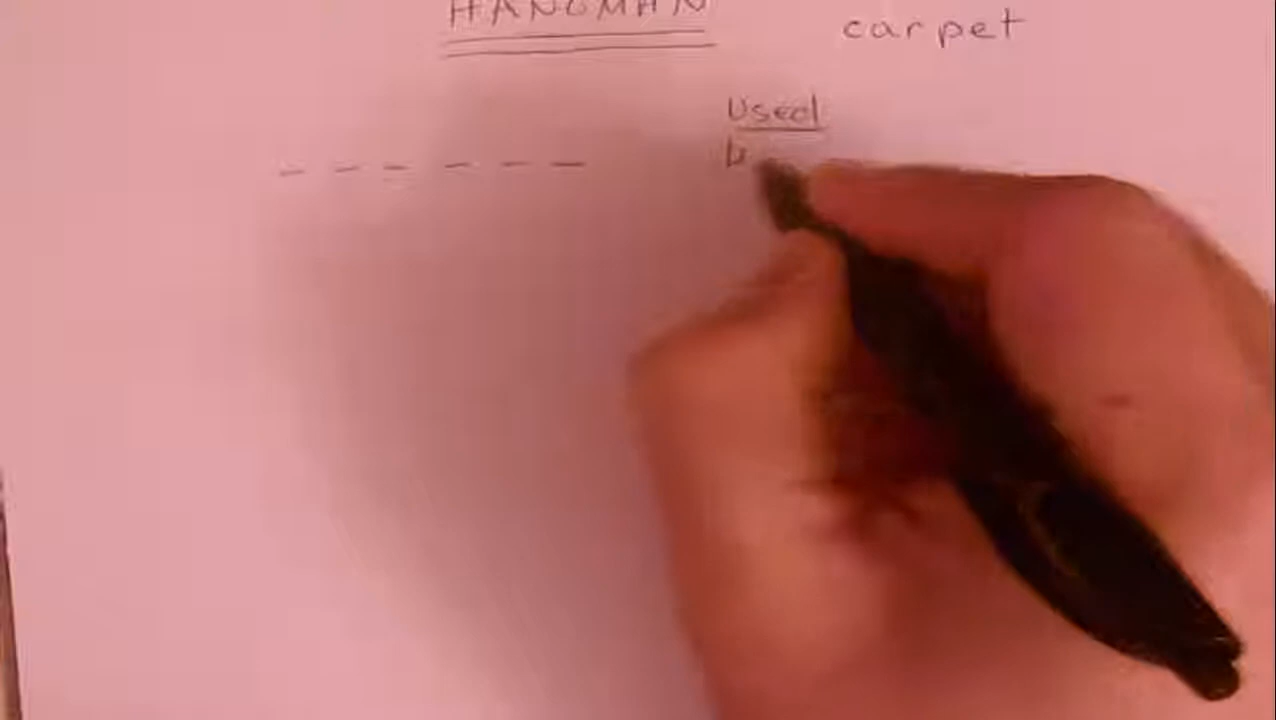 HANGMAN
carpet
Used
b
_ _ _ _ _ _